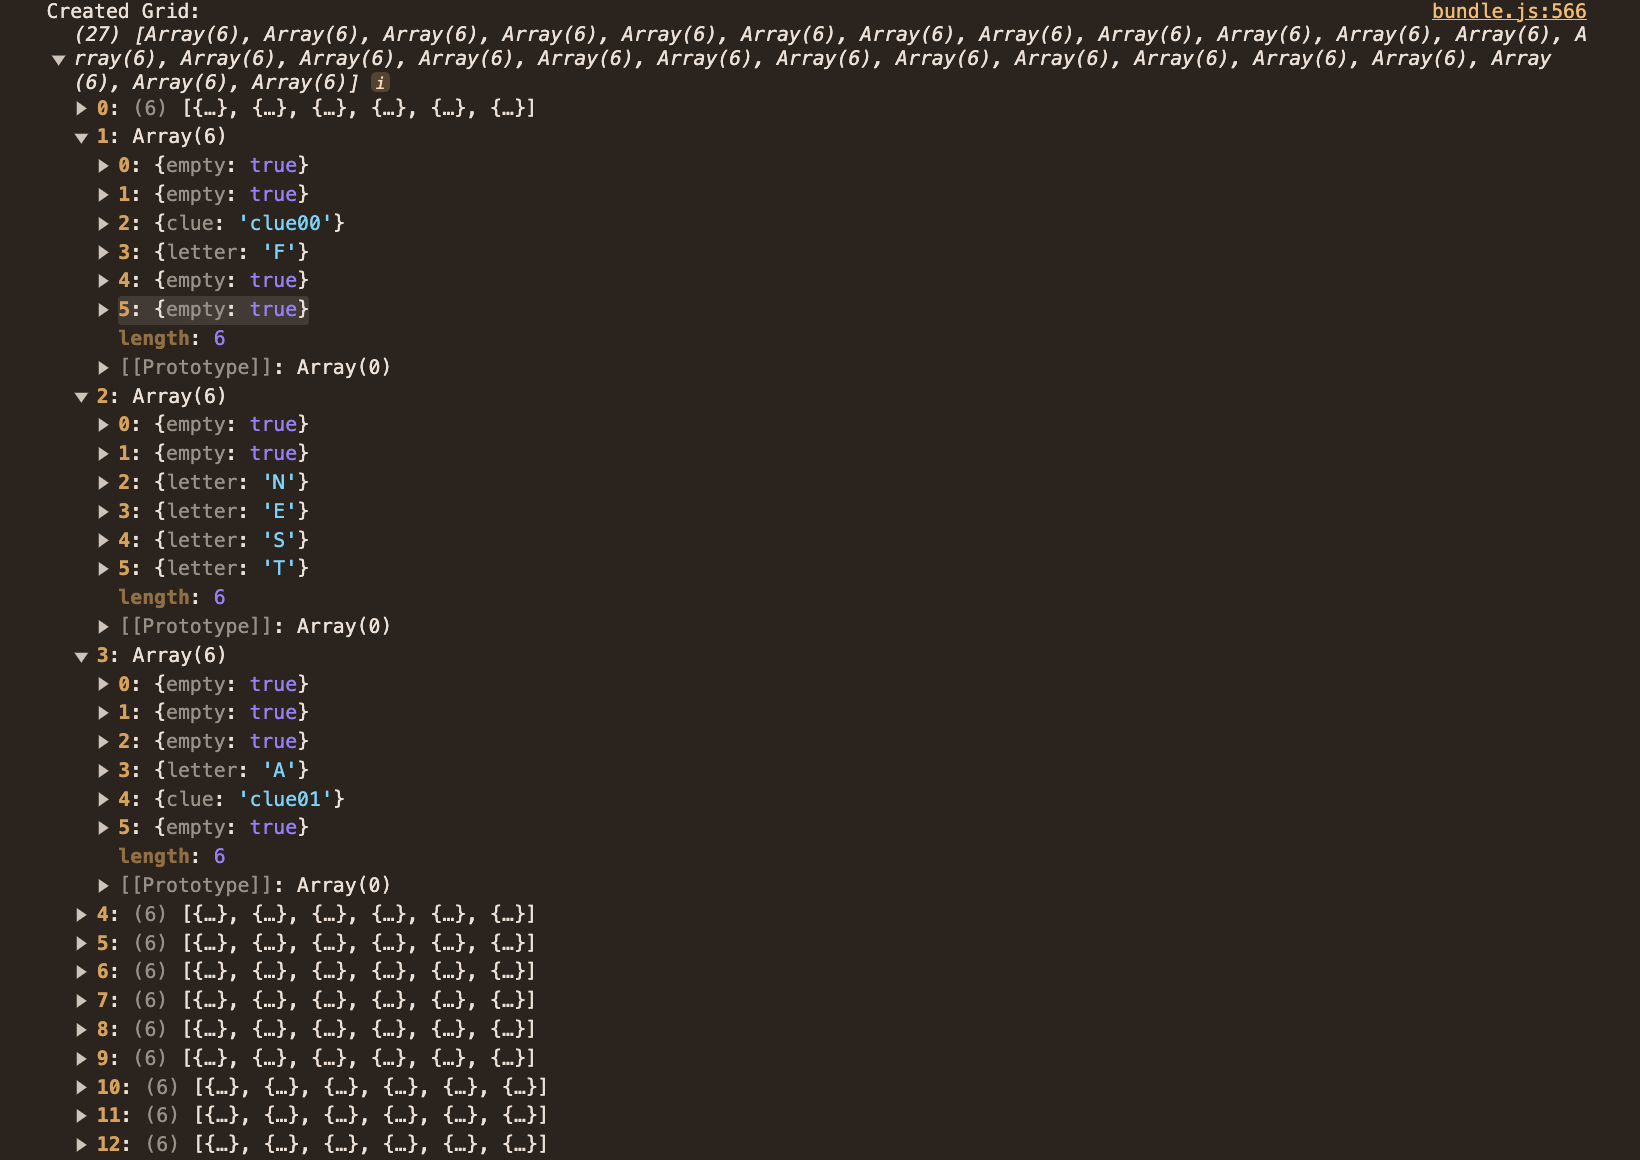 Created Grid: bundle.js:566
(27) [Array(6), Array(6), Array(6), Array(6), Array(6), Array(6), Array(6), Array(6), Array(6), Array(6), Array(6), Array(6), A
▼ rray(6), Array(6), Array(6), Array(6), Array(6), Array(6), Array(6), Array(6), Array(6), Array(6), Array(6), Array
(6), Array(6), Array(6)] i
▶ 0: (6) [{…}, {…}, {…}, {…}, {…}, {…}]
▼ 1: Array(6)
▶ 0: {empty: true}
▶ 1: {empty: true}
▶ 2: {clue: 'clue00'}
▶ 3: {letter: 'F'}
▶ 4: {empty: true}
▶ 5: {empty: true}
length: 6
▶ [[Prototype]]: Array(0)
▼ 2: Array(6)
▶ 0: {empty: true}
▶ 1: {empty: true}
▶ 2: {letter: 'N'}
▶ 3: {letter: 'E'}
▶ 4: {letter: 'S'}
▶ 5: {letter: 'T'}
length: 6
▶ [[Prototype]]: Array(0)
▼ 3: Array(6)
▶ 0: {empty: true}
▶ 1: {empty: true}
▶ 2: {empty: true}
▶ 3: {letter: 'A'}
▶ 4: {clue: 'clue01'}
▶ 5: {empty: true}
length: 6
▶ [[Prototype]]: Array(0)
▶ 4: (6) [{…}, {…}, {…}, {…}, {…}, {…}]
▶ 5: (6) [{…}, {…}, {…}, {…}, {…}, {…}]
▶ 6: (6) [{…}, {…}, {…}, {…}, {…}, {…}]
▶ 7: (6) [{…}, {…}, {…}, {…}, {…}, {…}]
▶ 8: (6) [{…}, {…}, {…}, {…}, {…}, {…}]
▶ 9: (6) [{…}, {…}, {…}, {…}, {…}, {…}]
▶ 10: (6) [{…}, {…}, {…}, {…}, {…}, {…}]
▶ 11: (6) [{…}, {…}, {…}, {…}, {…}, {…}]
▶ 12: (6) [{…}, {…}, {…}, {…}, {…}, {…}]